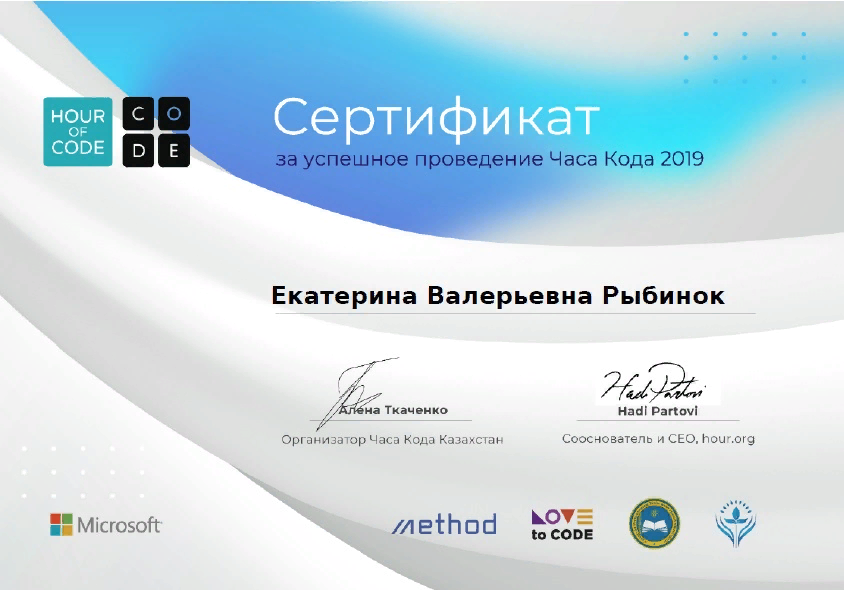 HOUR
OF
CODE
C O
D E
Сертификат
за успешное проведение Часа Кода 2019
Екатерина Валерьевна Рыбинок
Алёна Ткаченко
Организатор Часа Кода Казахстан
Hadi Partovi
Hadi Partovi
Сооснователь и CEO, hour.org
Microsoft
method
LOVE
to CODE